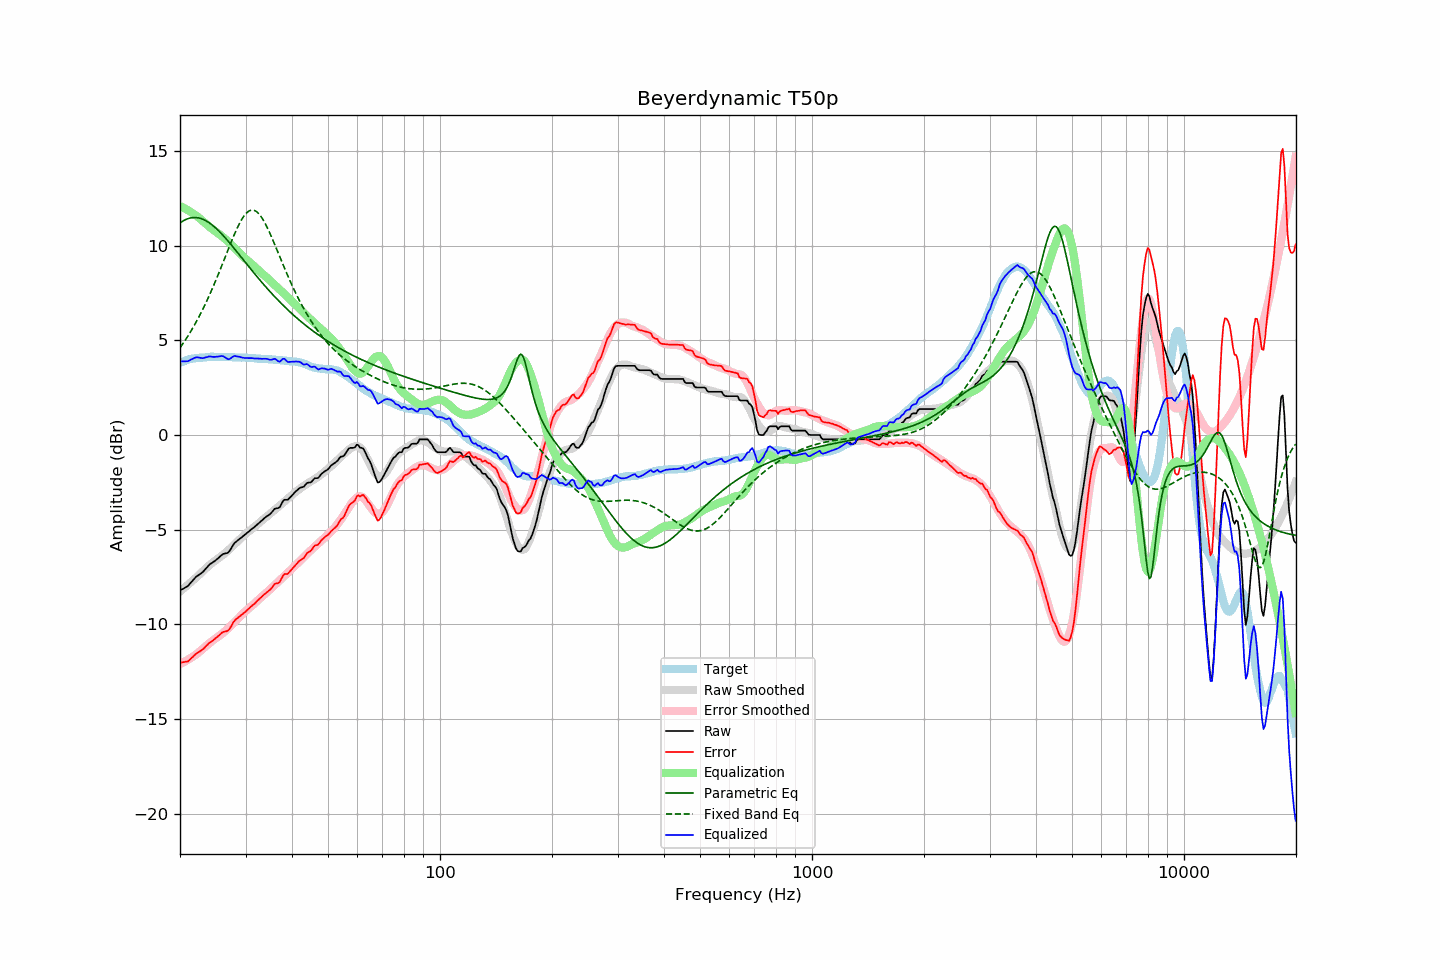 Beyerdynamic T50p
15
10
5
0
−5
−10
−15
−20
Amplitude (dBr)
Target
Raw Smoothed
Error Smoothed
Raw
Error
Equalization
Parametric Eq
Fixed Band Eq
Equalized
100
1000
10000
Frequency (Hz)